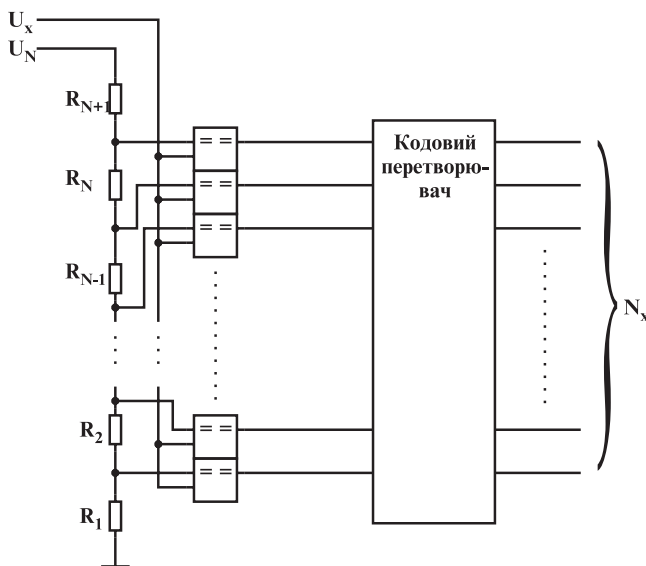 U_x
U_N
R_{N+1}
R_N
R_{N-1}
R_2
R_1
== ==
== ==
== ==
== ==
== ==
Кодовий
перетворю-
вач
N_x